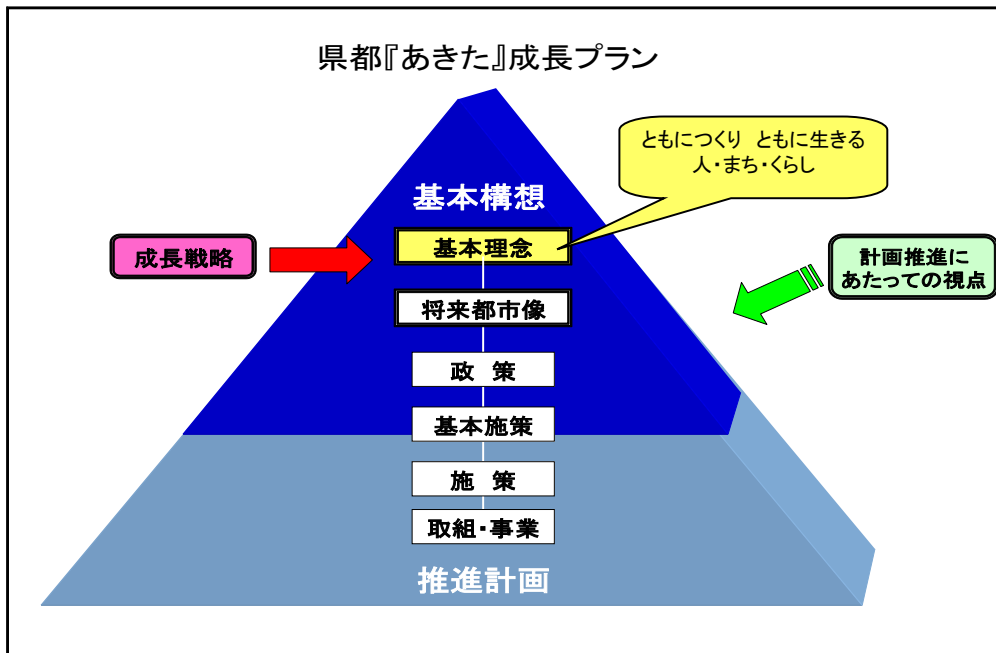 県都『あきた』成長プラン
ともにつくり ともに生きる
人・まち・くらし
基本構想
基本理念
成長戦略
計画推進に
あたっての視点
将来都市像
政 策
基本施策
施 策
取組・事業
推進計画